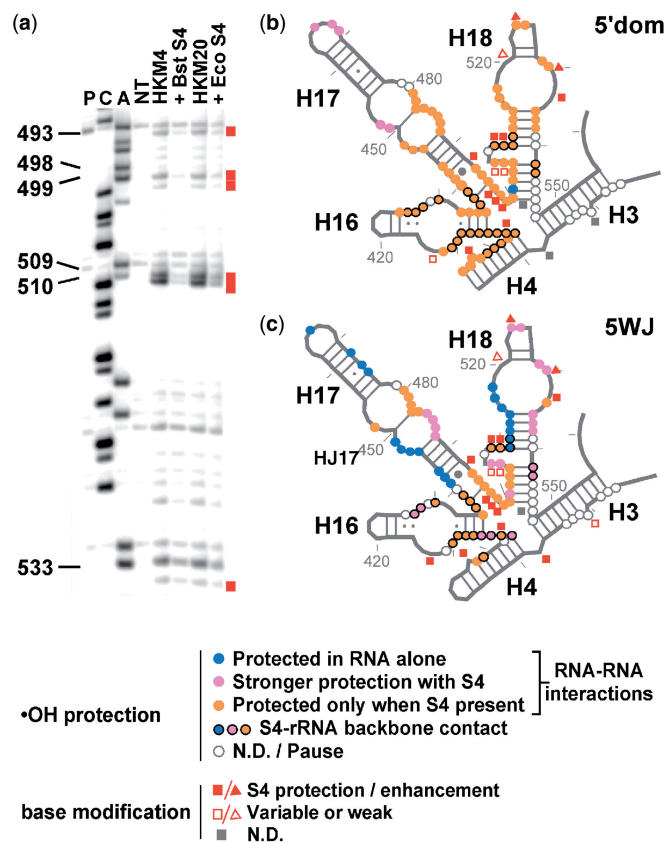 (a)
P C A NT HKM4 + Bst S4 HKM20 + Eco S4
493
498
499
509
510
533
(b)
5'dom
H18
520
H17
480
450
H16
420
550
H3
H4
(c)
5WJ
H18
520
H17
480
450
HJ17
H16
420
550
H3
H4
•OH protection
Protected in RNA alone
Stronger protection with S4
Protected only when S4 present
RNA-RNA
interactions
S4-rRNA backbone contact
N.D. / Pause
base modification
/ S4 protection / enhancement
/ Variable or weak
N.D.